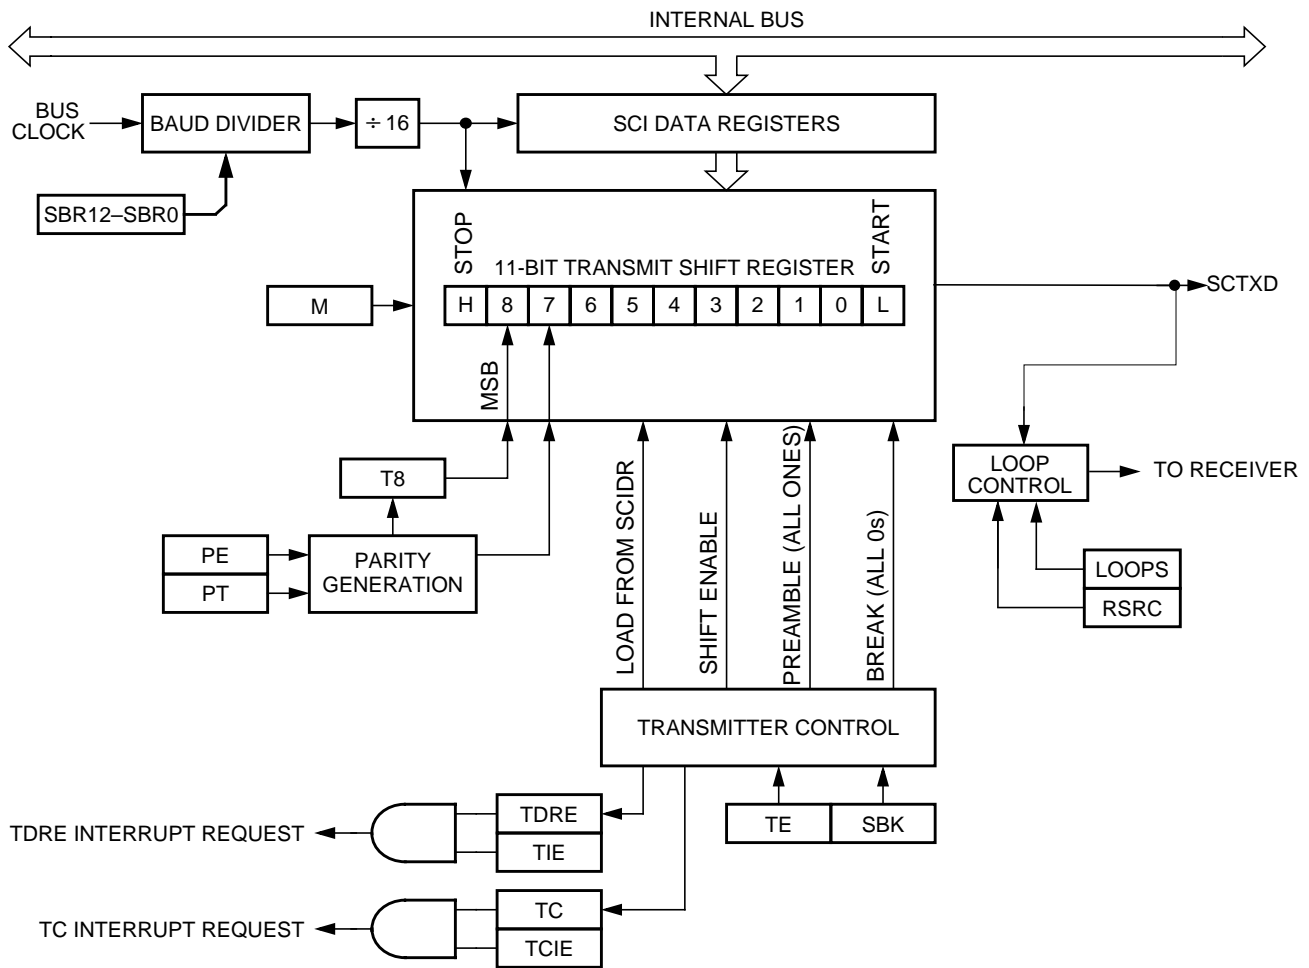 INTERNAL BUS
BUS
CLOCK
BAUD DIVIDER
÷ 16
SCI DATA REGISTERS
SBR12–SBR0
STOP
START
11-BIT TRANSMIT SHIFT REGISTER
M
H 8 7 6 5 4 3 2 1 0 L
SCTXD
MSB
T8
LOOP
CONTROL
TO RECEIVER
PE
PT
PARITY
GENERATION
LOAD FROM SCIDR
SHIFT ENABLE
PREAMBLE (ALL ONES)
BREAK (ALL 0s)
LOOPS
RSRC
TRANSMITTER CONTROL
TDRE INTERRUPT REQUEST
TDRE
TIE
TE
SBK
TC INTERRUPT REQUEST
TC
TCIE